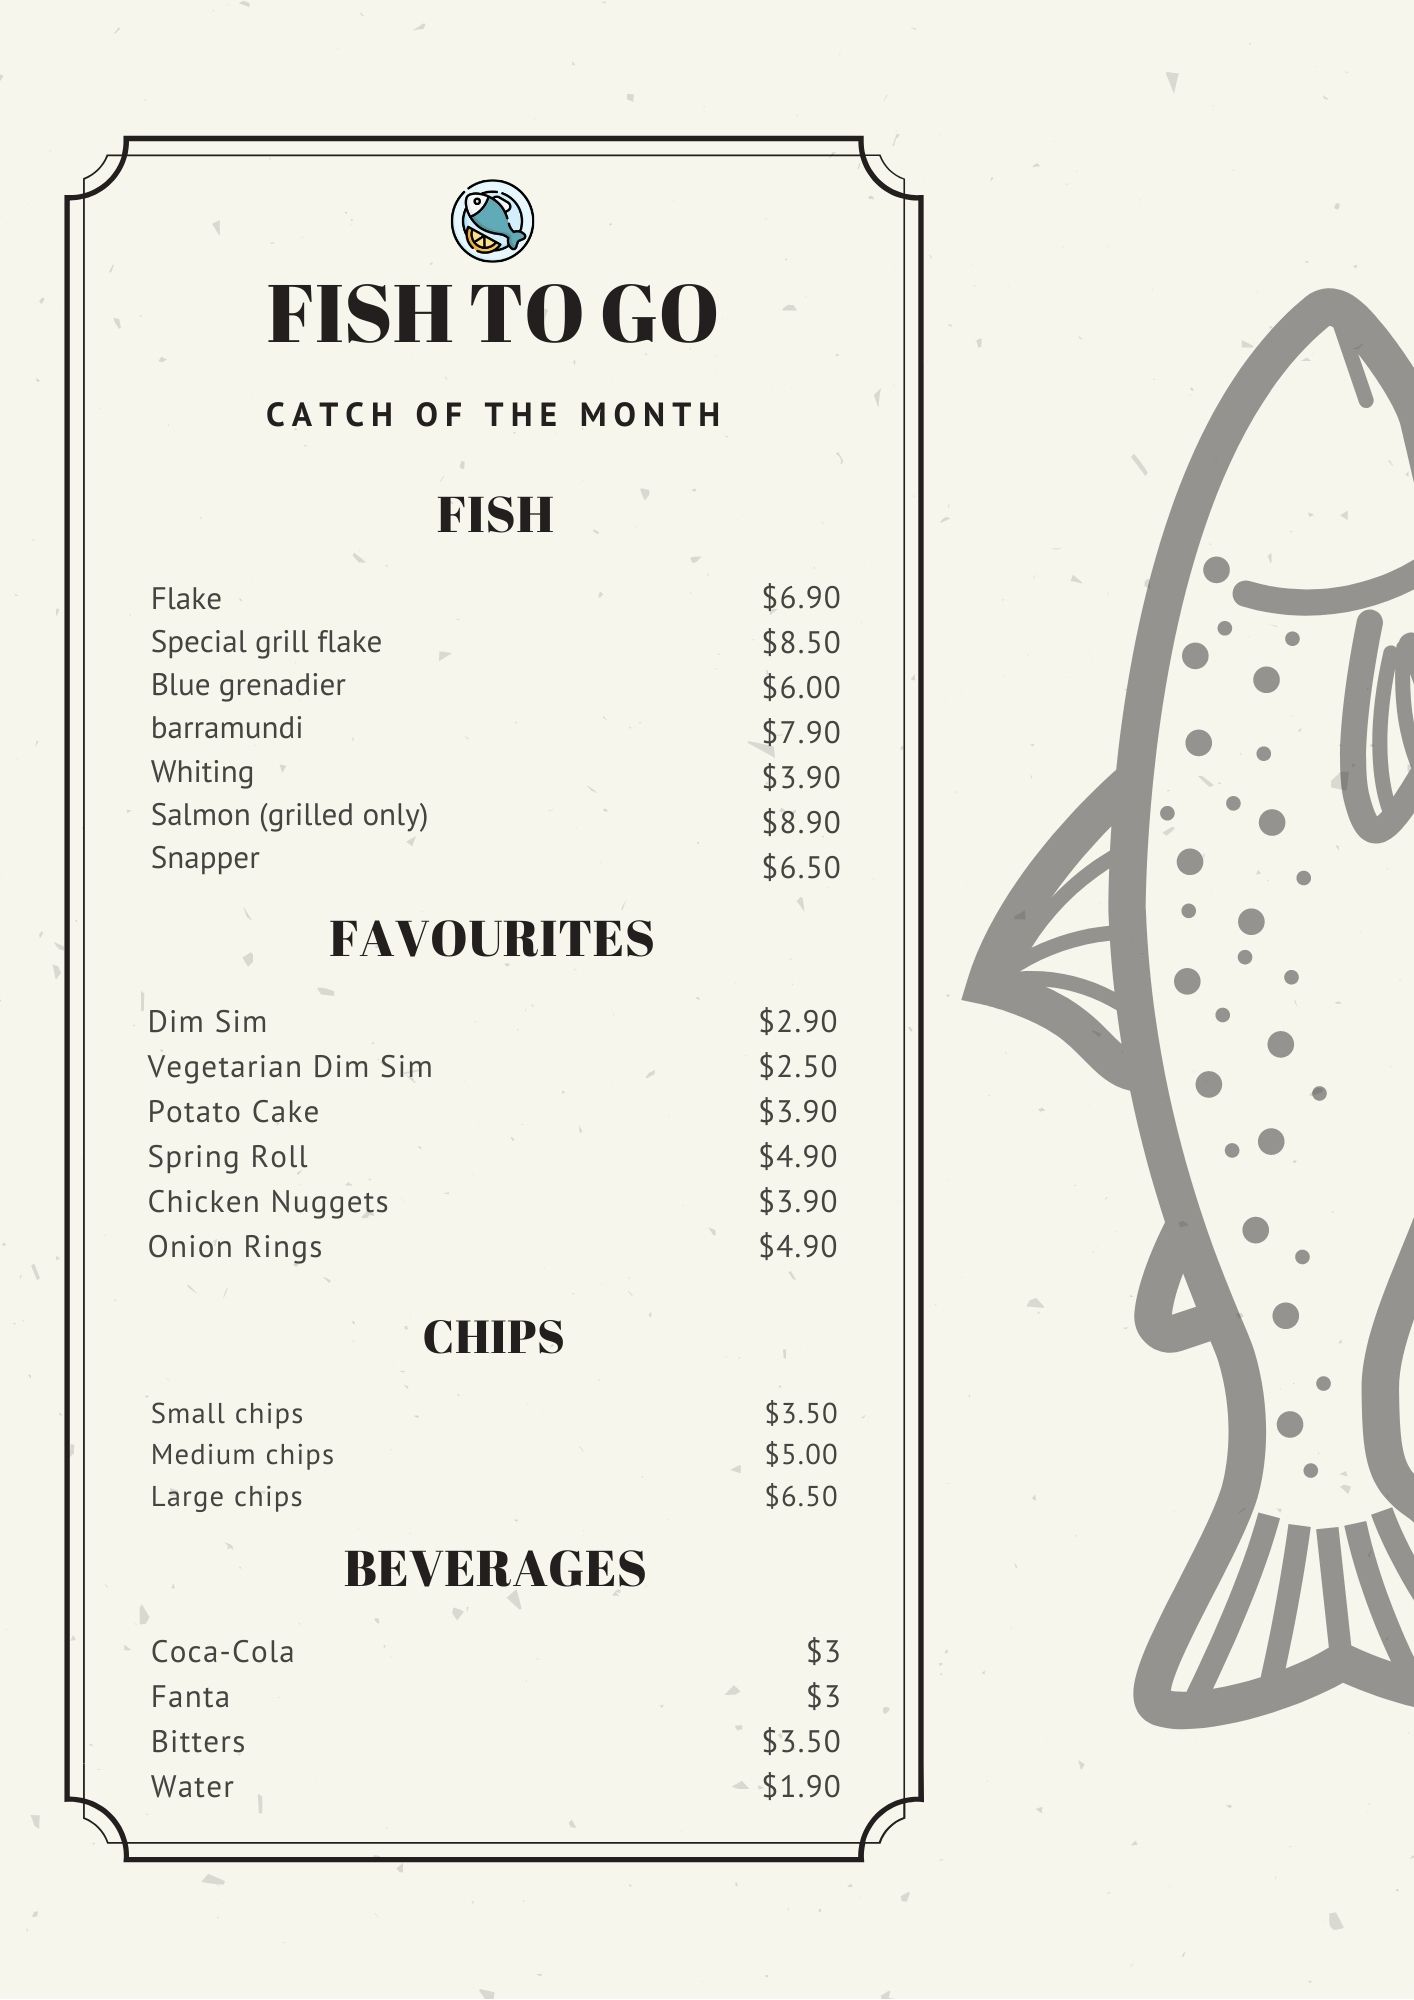 FISH TO GO
CATCH OF THE MONTH
FISH
Flake $6.90
Special grill flake $8.50
Blue grenadier $6.00
barramundi $7.90
Whiting $3.90
Salmon (grilled only) $8.90
Snapper $6.50
FAVOURITES
Dim Sim $2.90
Vegetarian Dim Sim $2.50
Potato Cake $3.90
Spring Roll $4.90
Chicken Nuggets $3.90
Onion Rings $4.90
CHIPS
Small chips $3.50
Medium chips $5.00
Large chips $6.50
BEVERAGES
Coca-Cola $3
Fanta $3
Bitters $3.50
Water $1.90